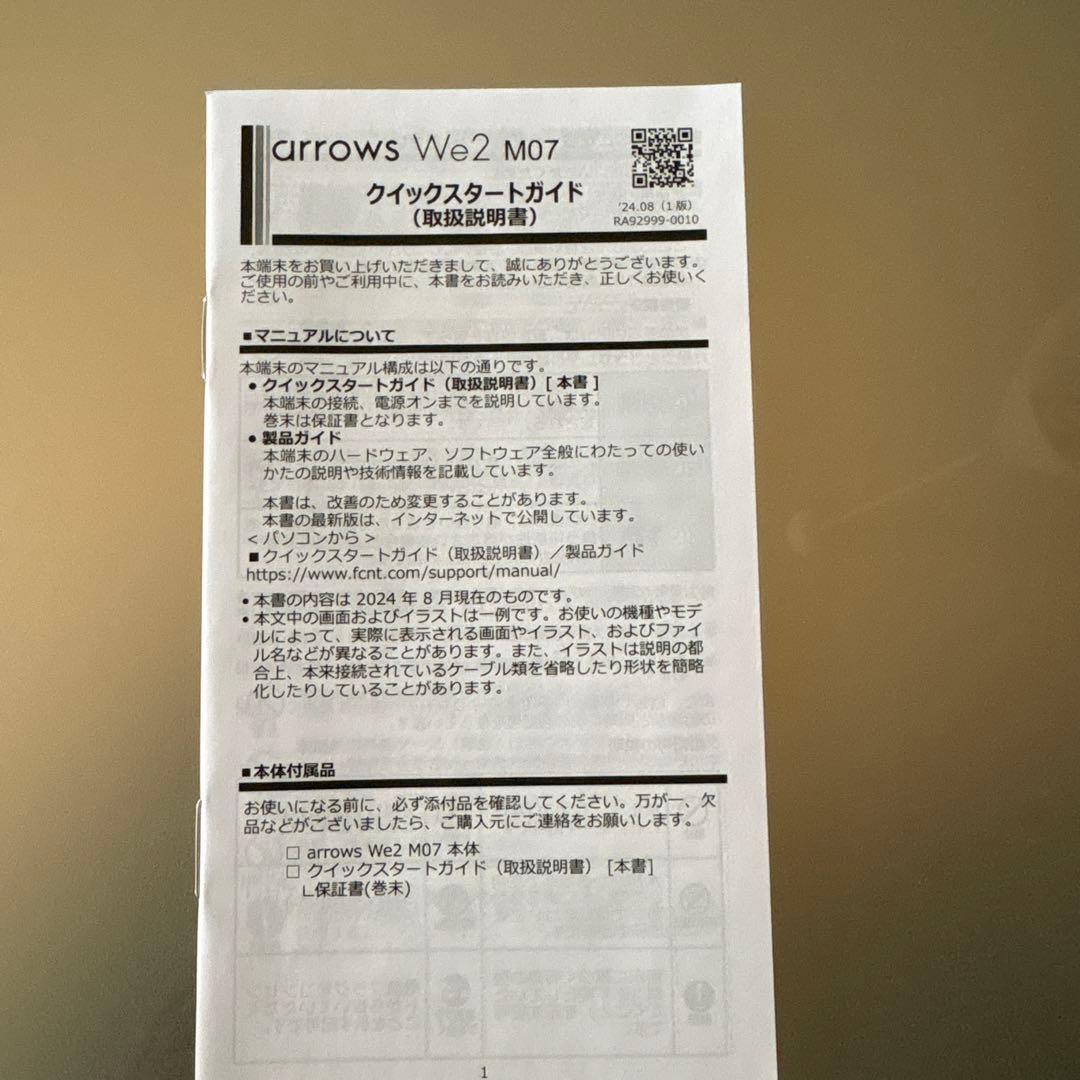 arrows We2 M07
クイックスタートガイド
（取扱説明書）
'24.08（1版）
RA92999-0010
本端末をお買い上げいただきまして、誠にありがとうございます。
ご使用の前やご利用中に、本書をお読みいただき、正しくお使いく
ださい。
■マニュアルについて
本端末のマニュアル構成は以下の通りです。
● クイックスタートガイド（取扱説明書）[ 本書 ]
本端末の接続、電源オンまでを説明しています。
巻末は保証書となります。
● 製品ガイド
本端末のハードウェア、ソフトウェア全般にわたっての使い
かたの説明や技術情報を記載しています。
本書は、改善のため変更することがあります。
本書の最新版は、インターネットで公開しています。
< パソコンから >
■ クイックスタートガイド（取扱説明書）／製品ガイド
https://www.fcnt.com/support/manual/
• 本書の内容は 2024 年 8 月現在のものです。
• 本文中の画面およびイラストは一例です。お使いの機種やモデ
ルによって、実際に表示される画面やイラスト、およびファイ
ル名などが異なることがあります。また、イラストは説明の都
合上、本来接続されているケーブル類を省略したり形状を簡略
化したりしていることがあります。
■本体付属品
お使いになる前に、必ず添付品を確認してください。万が一、欠
品などがございましたら、ご購入元にご連絡をお願いします。
□ arrows We2 M07 本体
□ クイックスタートガイド（取扱説明書） [本書]
∟保証書(巻末)
1